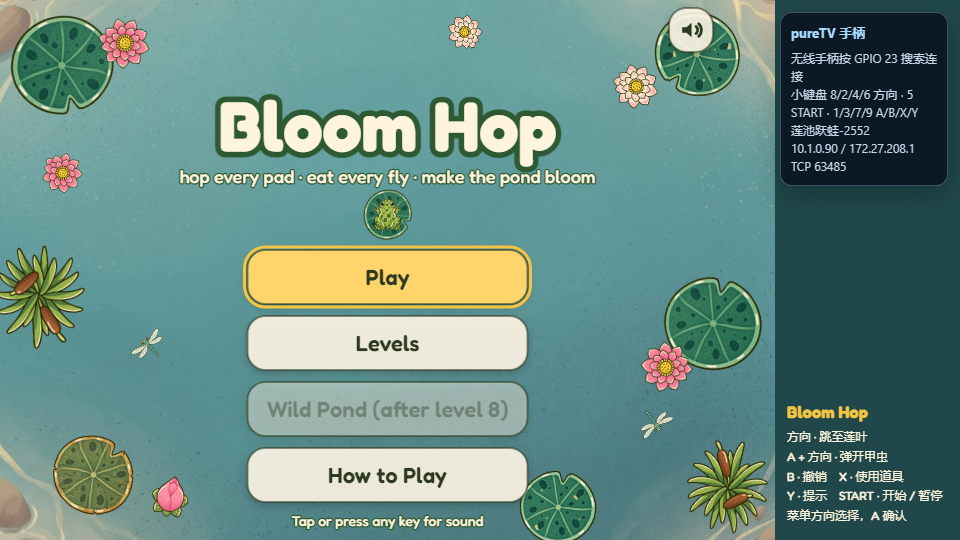 Bloom Hop
hop every pad · eat every fly · make the pond bloom
Play
Levels
Wild Pond (after level 8)
How to Play
Tap or press any key for sound
pureTV 手柄
无线手柄按 GPIO 23 搜索连
接
小键盘 8/2/4/6 方向 · 5
START · 1/3/7/9 A/B/X/Y
莲池跃蛙-2552
10.1.0.90 / 172.27.208.1
TCP 63485
Bloom Hop
方向 · 跳至莲叶
A + 方向 · 弹开甲虫
B · 撤销 X · 使用道具
Y · 提示 START · 开始 / 暂停
菜单方向选择，A 确认